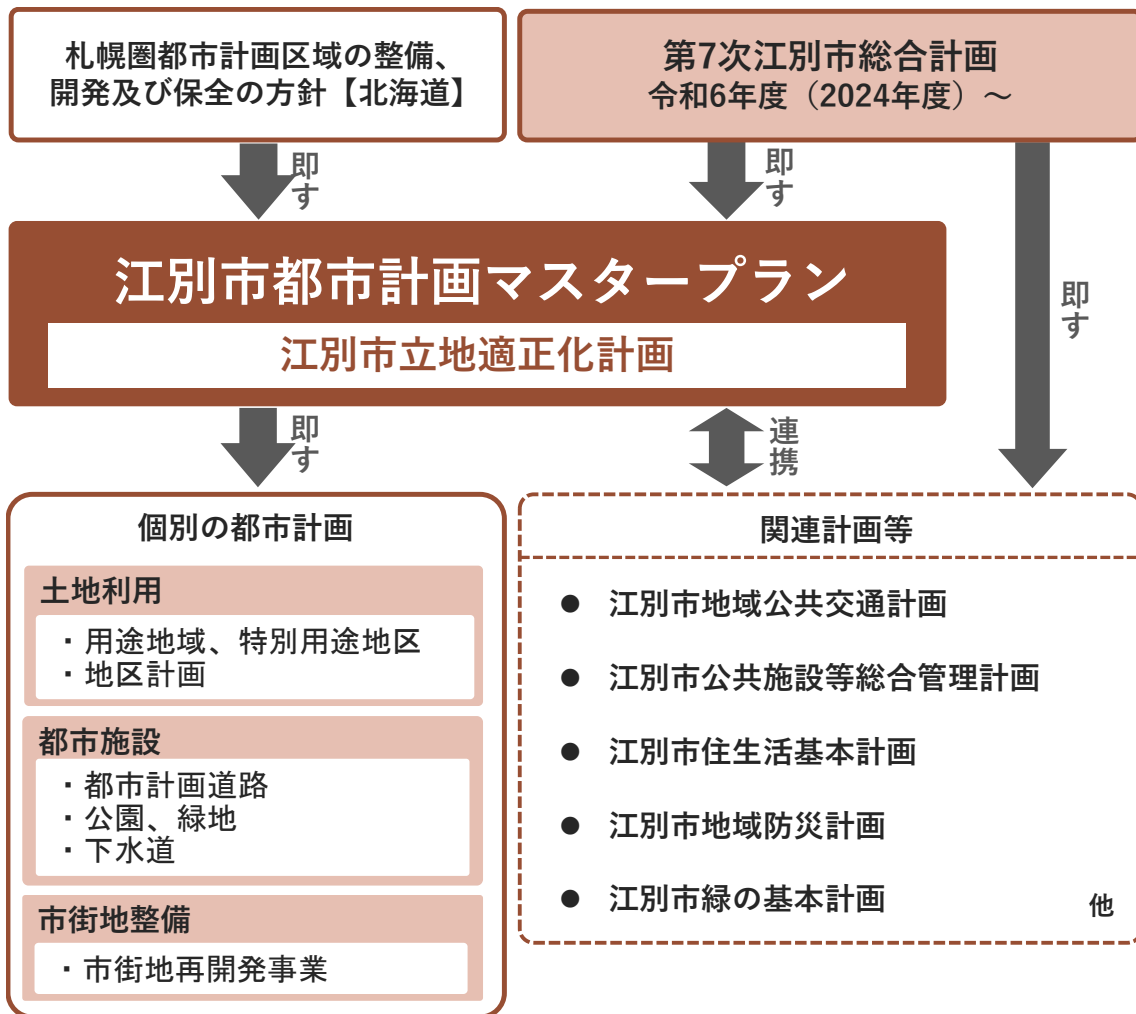 札幌圏都市計画区域の整備、
開発及び保全の方針【北海道】
第7次江別市総合計画
令和6年度（2024年度）～
即す
即す
即す
江別市都市計画マスタープラン
江別市立地適正化計画
即す
連携
個別の都市計画
土地利用
・用途地域、特別用途地区
・地区計画
都市施設
・都市計画道路
・公園、緑地
・下水道
市街地整備
・市街地再開発事業
関連計画等
● 江別市地域公共交通計画
● 江別市公共施設等総合管理計画
● 江別市住生活基本計画
● 江別市地域防災計画
● 江別市緑の基本計画
他